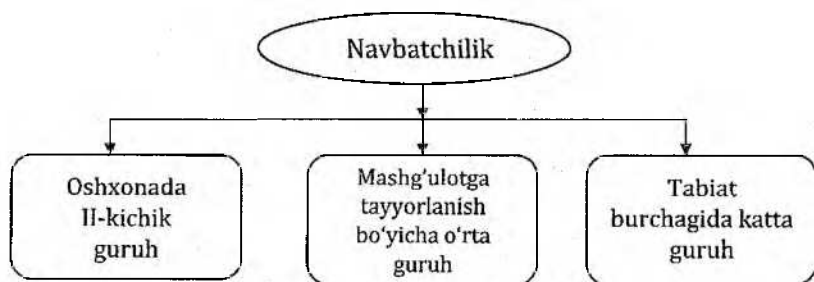 Navbatchilik
Oshxonada
II-kichik
guruh
Mashg‘ulotga
tayyorlanish
bo‘yicha o‘rta
guruh
Tabiat
burchagida katta
guruh